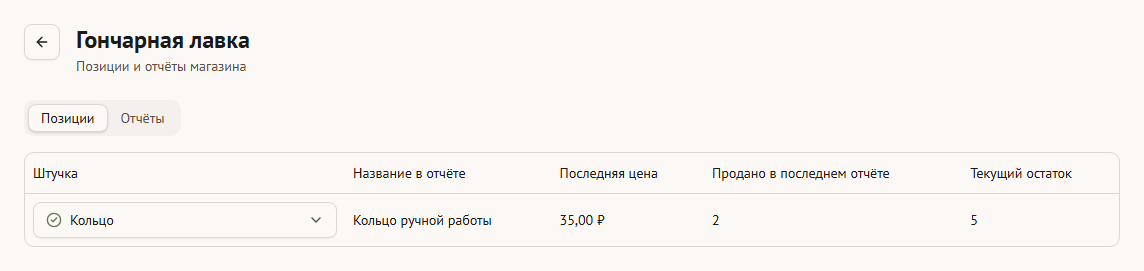 Гончарная лавка
Позиции и отчёты магазина
Позиции Отчёты
Штучка Название в отчёте Последняя цена Продано в последнем отчёте Текущий остаток
Кольцо Кольцо ручной работы 35,00 ₽ 2 5